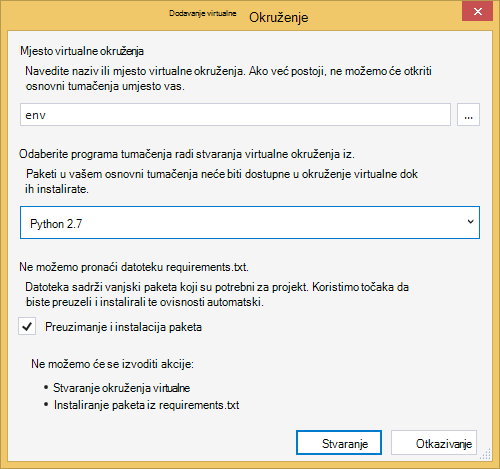 Dodavanje virtualne Okruženje
Mjesto virtualne okruženja
Navedite naziv ili mjesto virtualne okruženja. Ako već postoji, ne možemo će otkriti
osnovni tumačenja umjesto vas.
env
...
Odaberite programa tumačenja radi stvaranja virtualne okruženja iz.
Paketi u vašem osnovni tumačenja neće biti dostupne u okruženje virtualne dok
ih instalirate.
Python 2.7
Ne možemo pronaći datoteku requirements.txt.
Datoteka sadrži vanjski paketa koji su potrebni za projekt. Koristimo točaka da
biste preuzeli i instalirali te ovisnosti automatski.
Preuzimanje i instalacija paketa
Ne možemo će se izvoditi akcije:
• Stvaranje okruženja virtualne
• Instaliranje paketa iz requirements.txt
Stvaranje Otkazivanje